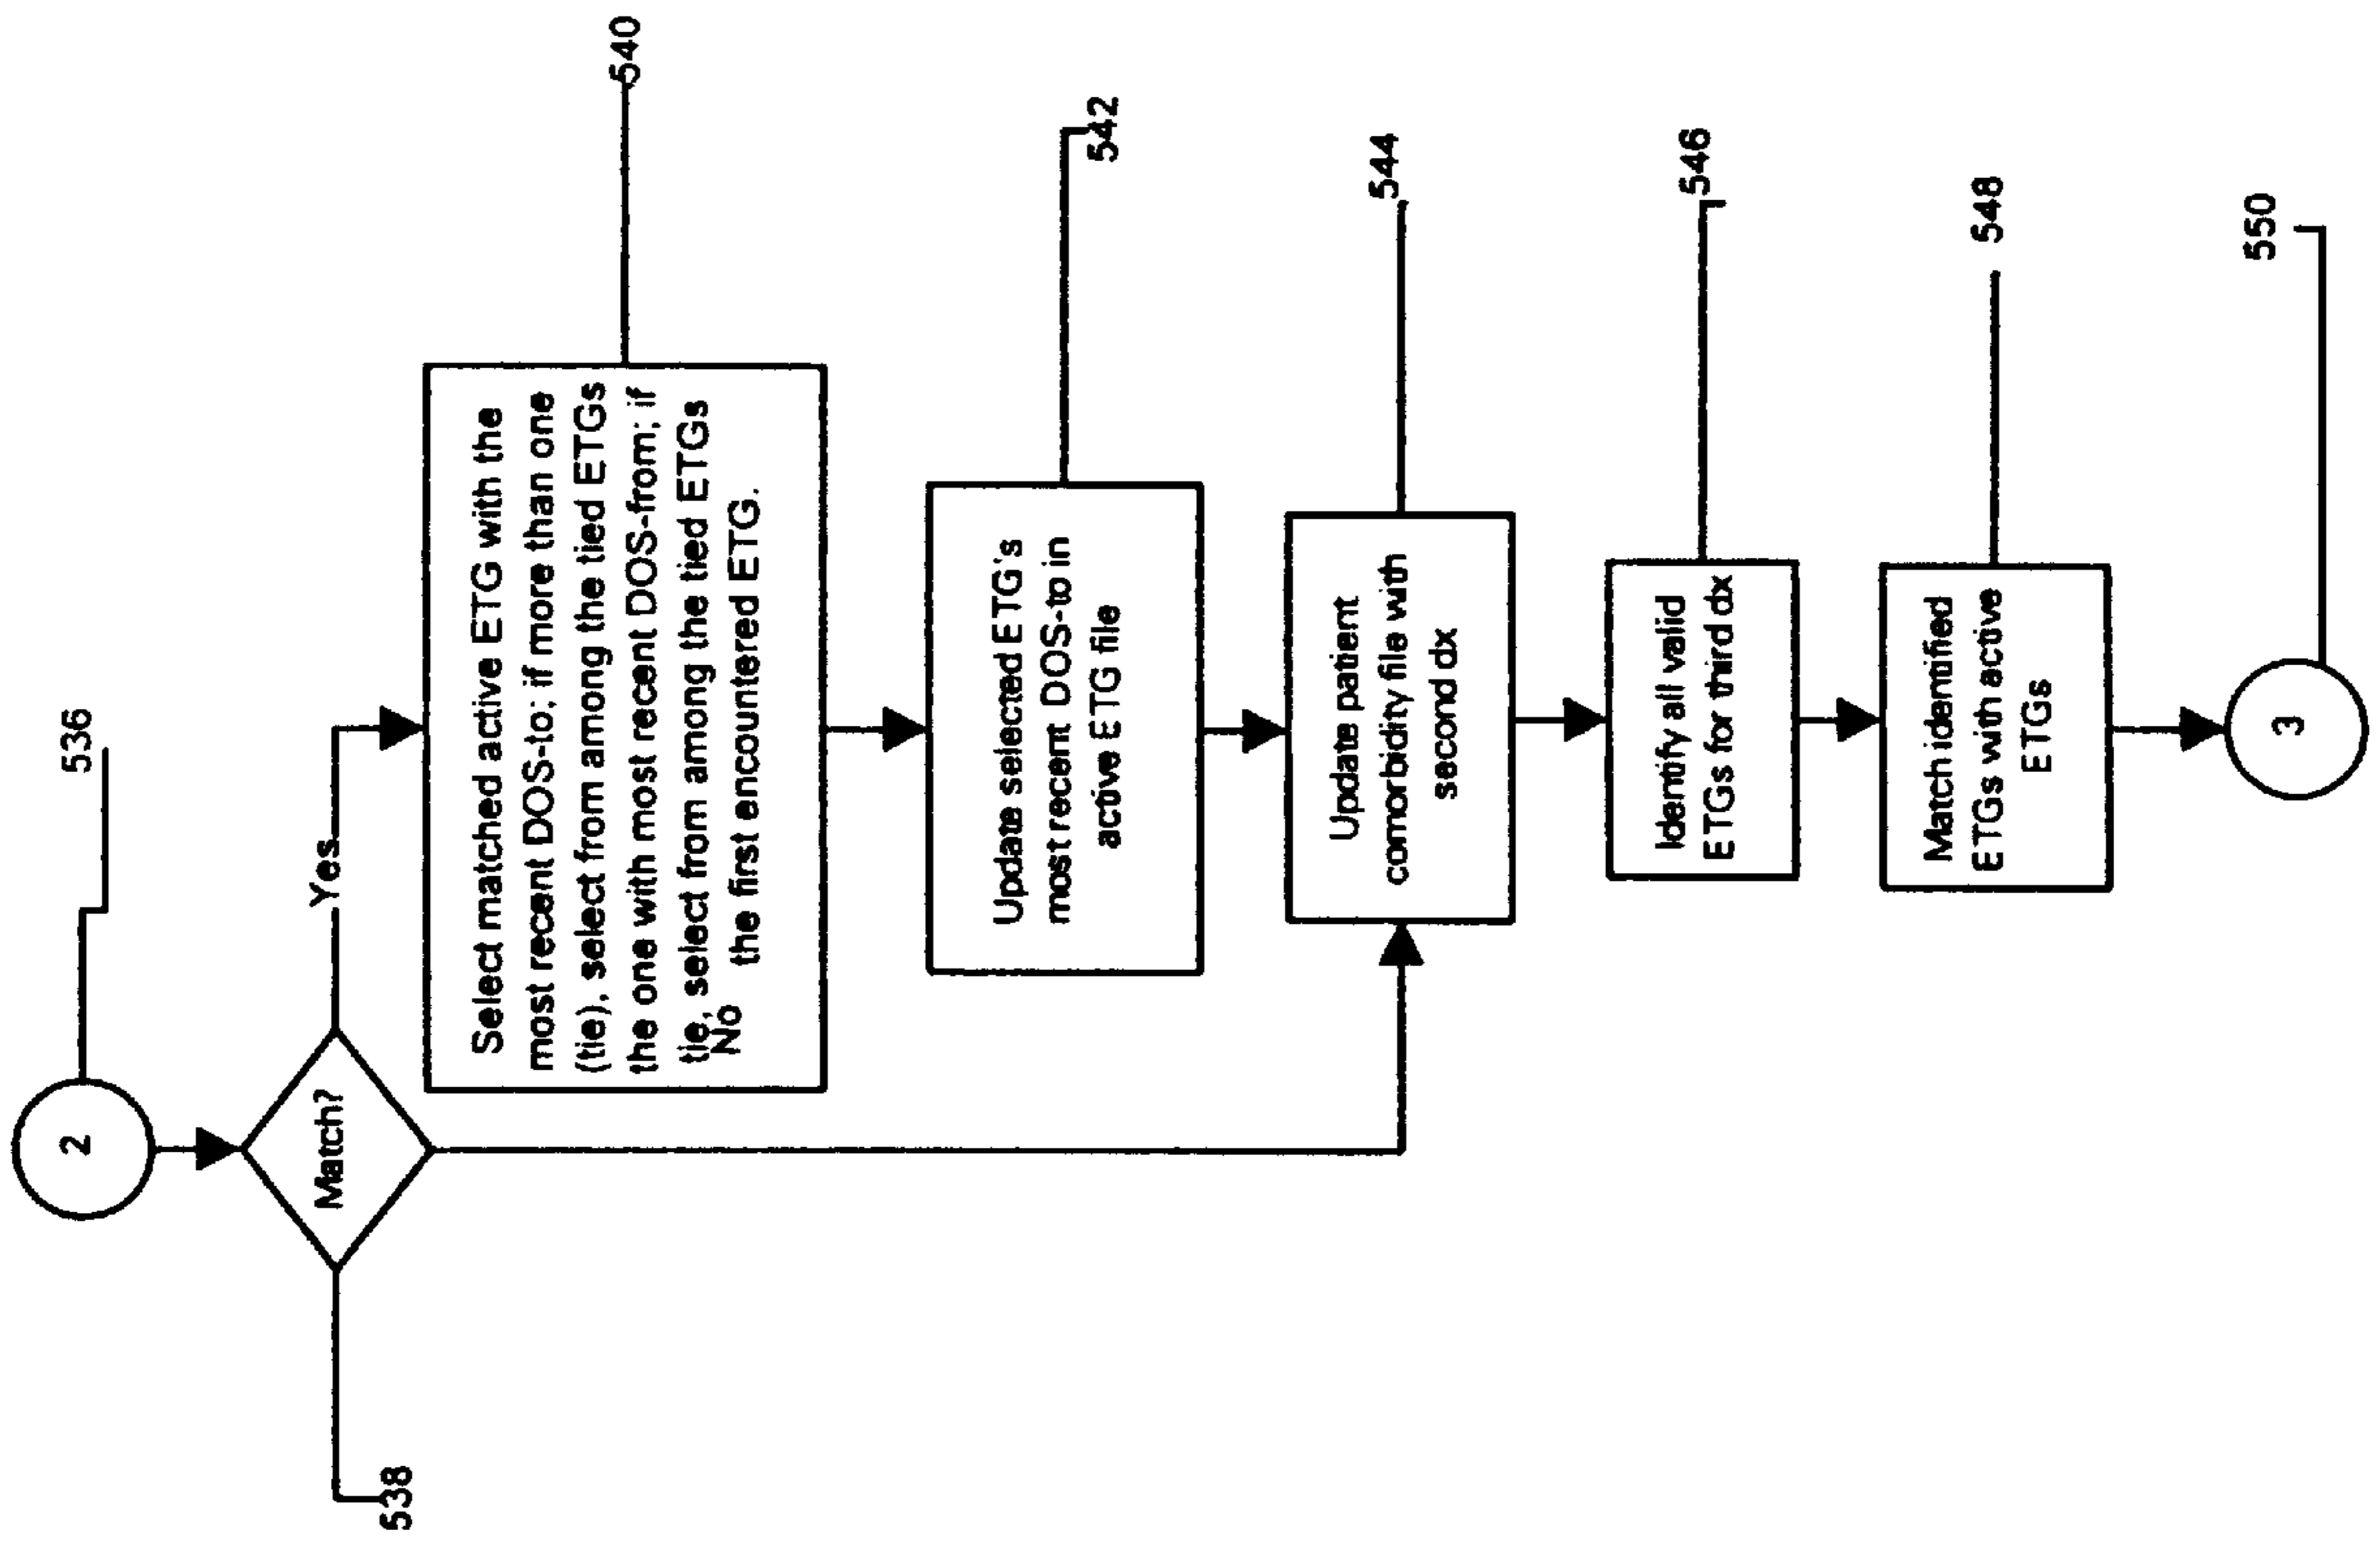 2
536
Match?
538
Yes
Select matched active ETG with the
most recent DOS-to; if more than one
(tie), select from among the tied ETGs
the one with most recent DOS-from; if
tie, select from among the tied ETGs
the first encountered ETG.
No
540
Update selected ETG's
most recent DOS-to in
active ETG file
542
Update patient
comorbidity file with
second dx
544
Identify all valid
ETGs for third dx
546
Match identified
ETGs with active
ETGs
548
3
550